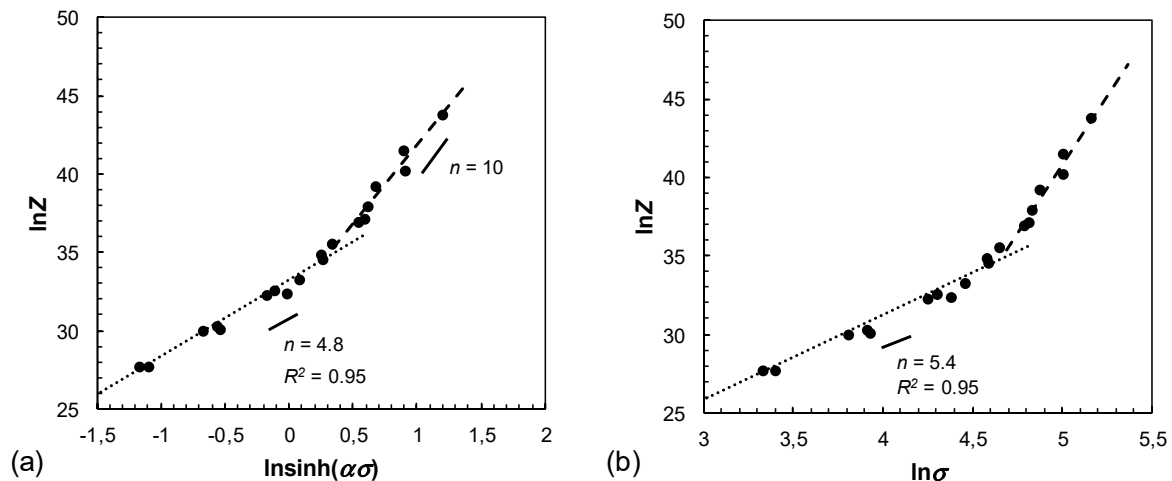 50
45
40
35
30
25
lnZ
-1,5 -1 -0,5 0 0,5 1 1,5 2
lnsinh(ασ)
n = 10
n = 4.8
R² = 0.95
(a)
50
45
40
35
30
25
lnZ
3 3,5 4 4,5 5 5,5
lnσ
n = 5.4
R² = 0.95
(b)